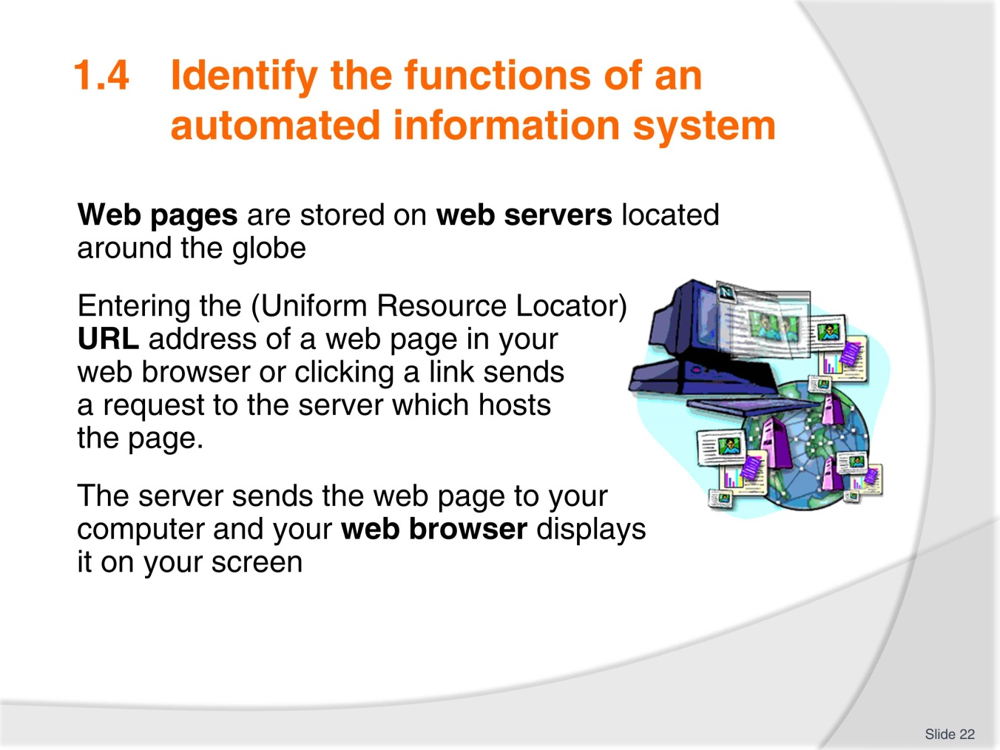 1.4 Identify the functions of an
automated information system
Web pages are stored on web servers located
around the globe
Entering the (Uniform Resource Locator)
URL address of a web page in your
web browser or clicking a link sends
a request to the server which hosts
the page.
The server sends the web page to your
computer and your web browser displays
it on your screen
N
Slide 22